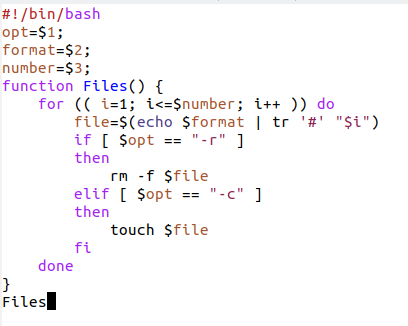 #!/bin/bash
opt=$1;
format=$2;
number=$3;
function Files() {
    for (( i=1; i<=$number; i++ )) do
        file=$(echo $format | tr '#' "$i")
        if [ $opt == "-r" ]
        then
            rm -f $file
        elif [ $opt == "-c" ]
        then
            touch $file
        fi
    done
}
Files